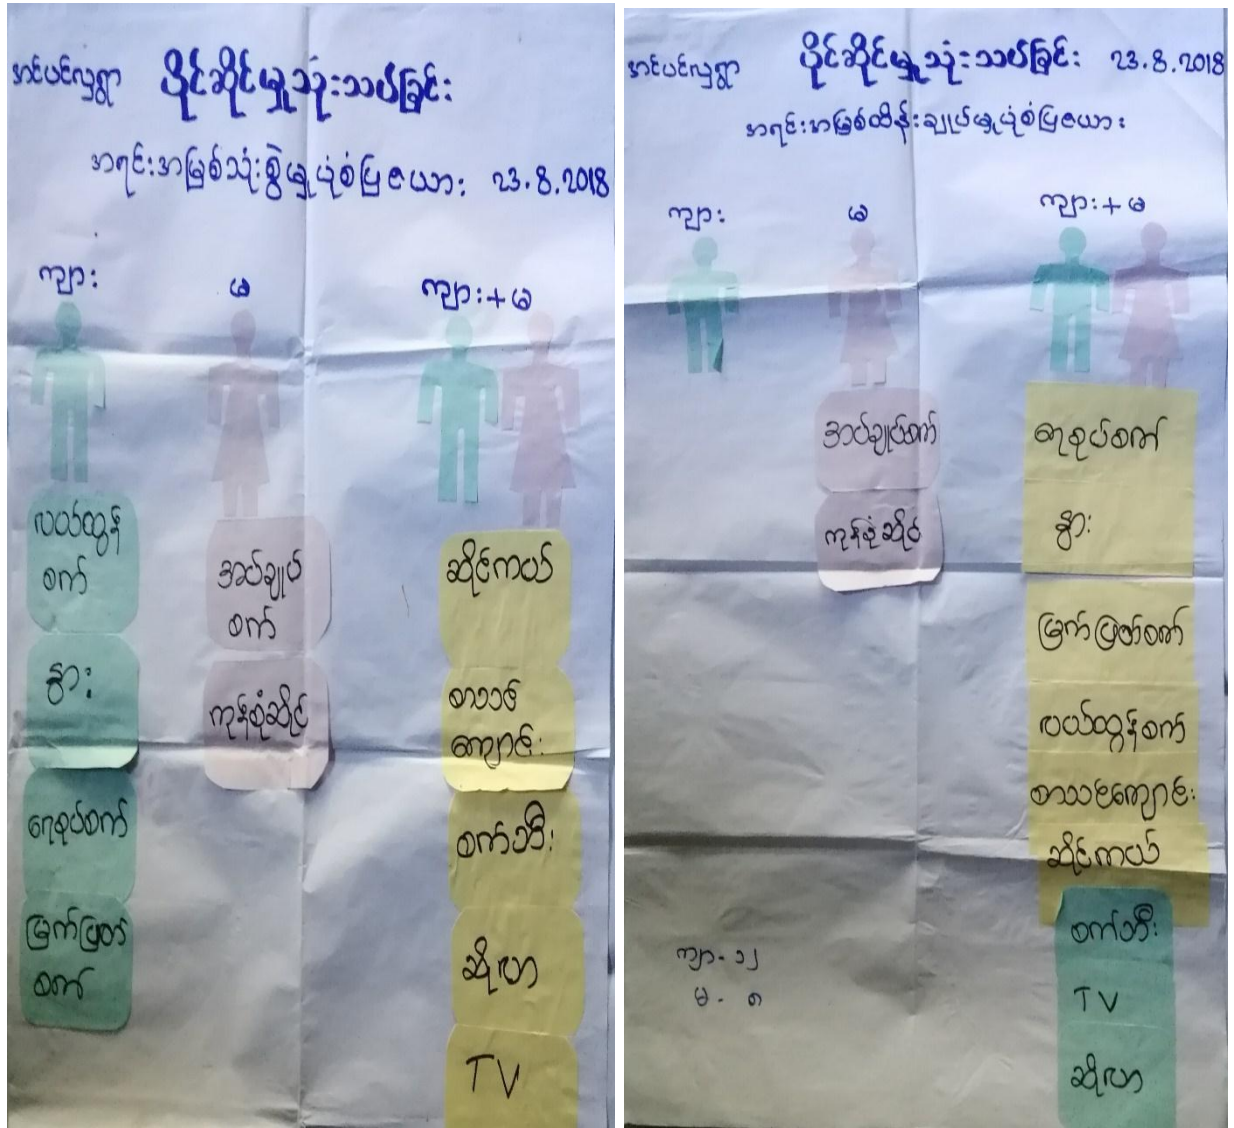 အင်ပင်လှရွာ ပိုင်ဆိုင်မှုသုံးသပ်ခြင်း
အရင်းအမြစ်သုံးစွဲမှုပုံစံပြဇယား 23.8.2018
ကျား မ ကျား+မ
လယ်ထွန်
စက်
နွား
ရေစုပ်စက်
မြက်ဖြတ်
စက်
အပ်ချုပ်
စက်
ကုန်စုံဆိုင်
ဆိုင်ကယ်
စာသင်
ကျောင်း
စက်ဘီး
ဆိုလာ
TV
အင်ပင်လှရွာ ပိုင်ဆိုင်မှုသုံးသပ်ခြင်း 23.8.2018
အရင်းအမြစ်ထိန်းချုပ်မှုပုံစံပြဇယား
ကျား မ ကျား+မ
အပ်ချုပ်စက်
ကုန်စုံဆိုင်
ရေစုပ်စက်
နွား
မြက်ဖြတ်စက်
လယ်ထွန်စက်
စာသင်ကျောင်း
ဆိုင်ကယ်
စက်ဘီး
TV
ဆိုလာ
ကျား - ၁၂
မ - ၈